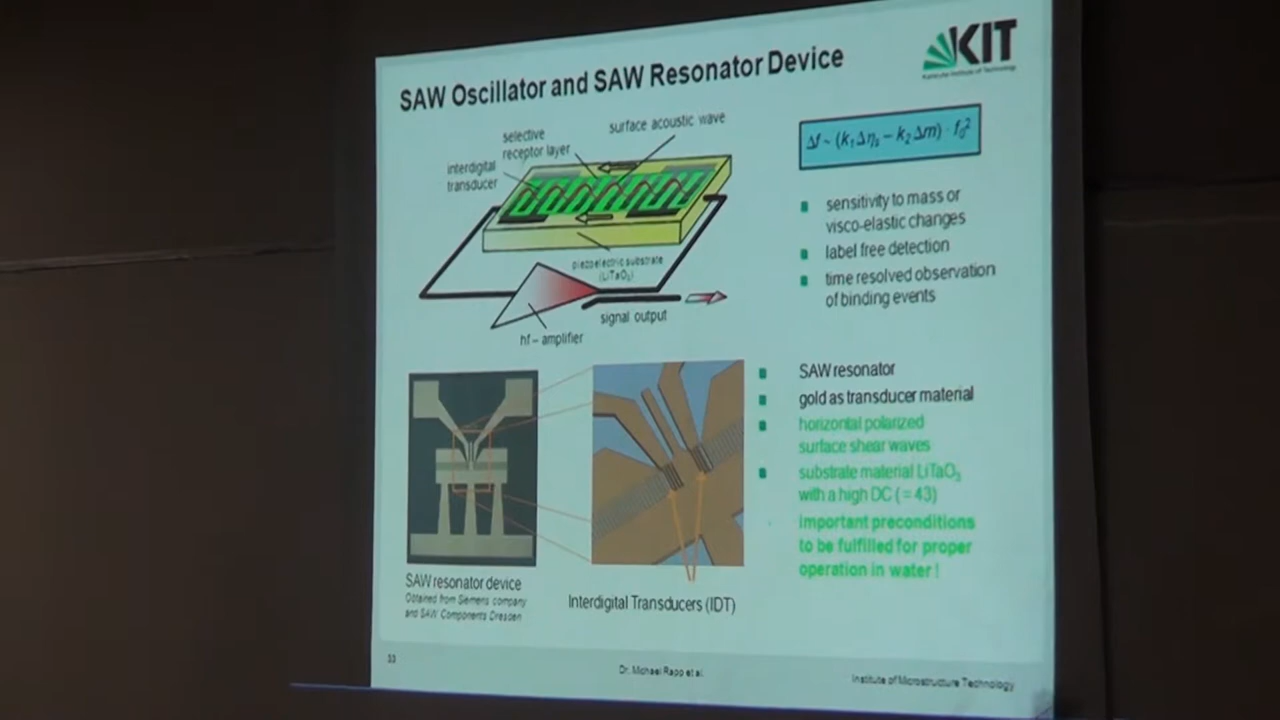 SAW Oscillator and SAW Resonator Device
KIT
Karlsruhe Institute of Technology
surface acoustic wave
selective
receptor layer
interdigital
transducer
piezoelectric substrate
(LiTaO₃)
signal output
hf – amplifier
Δf ~ (k₁Δηₛ – k₂Δm) · f₀²
sensitivity to mass or
visco-elastic changes
label free detection
time resolved observation
of binding events
SAW resonator
gold as transducer material
horizontal polarized
surface shear waves
substrate material LiTaO₃
with a high DC ( = 43)
important preconditions
to be fulfilled for proper
operation in water !
SAW resonator device
Obtained from Siemens company
and SAW Components Dresden
Interdigital Transducers (IDT)
33
Dr. Michael Rapp et al.
Institute of Microstructure Technology